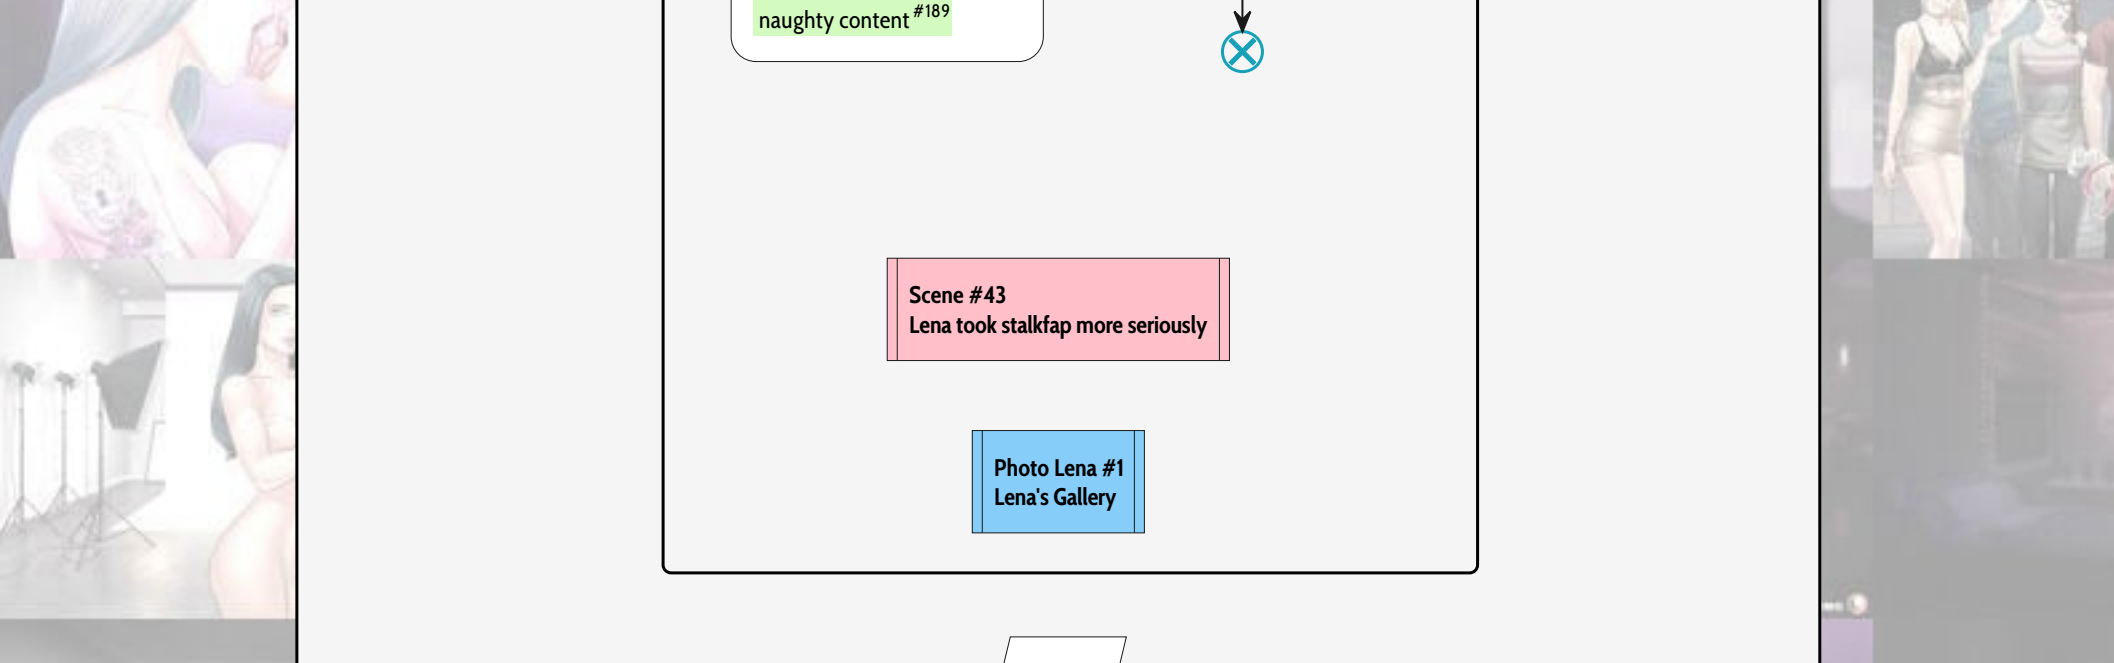 naughty content #189
Scene #43
Lena took stalkfap more seriously
Photo Lena #1
Lena's Gallery